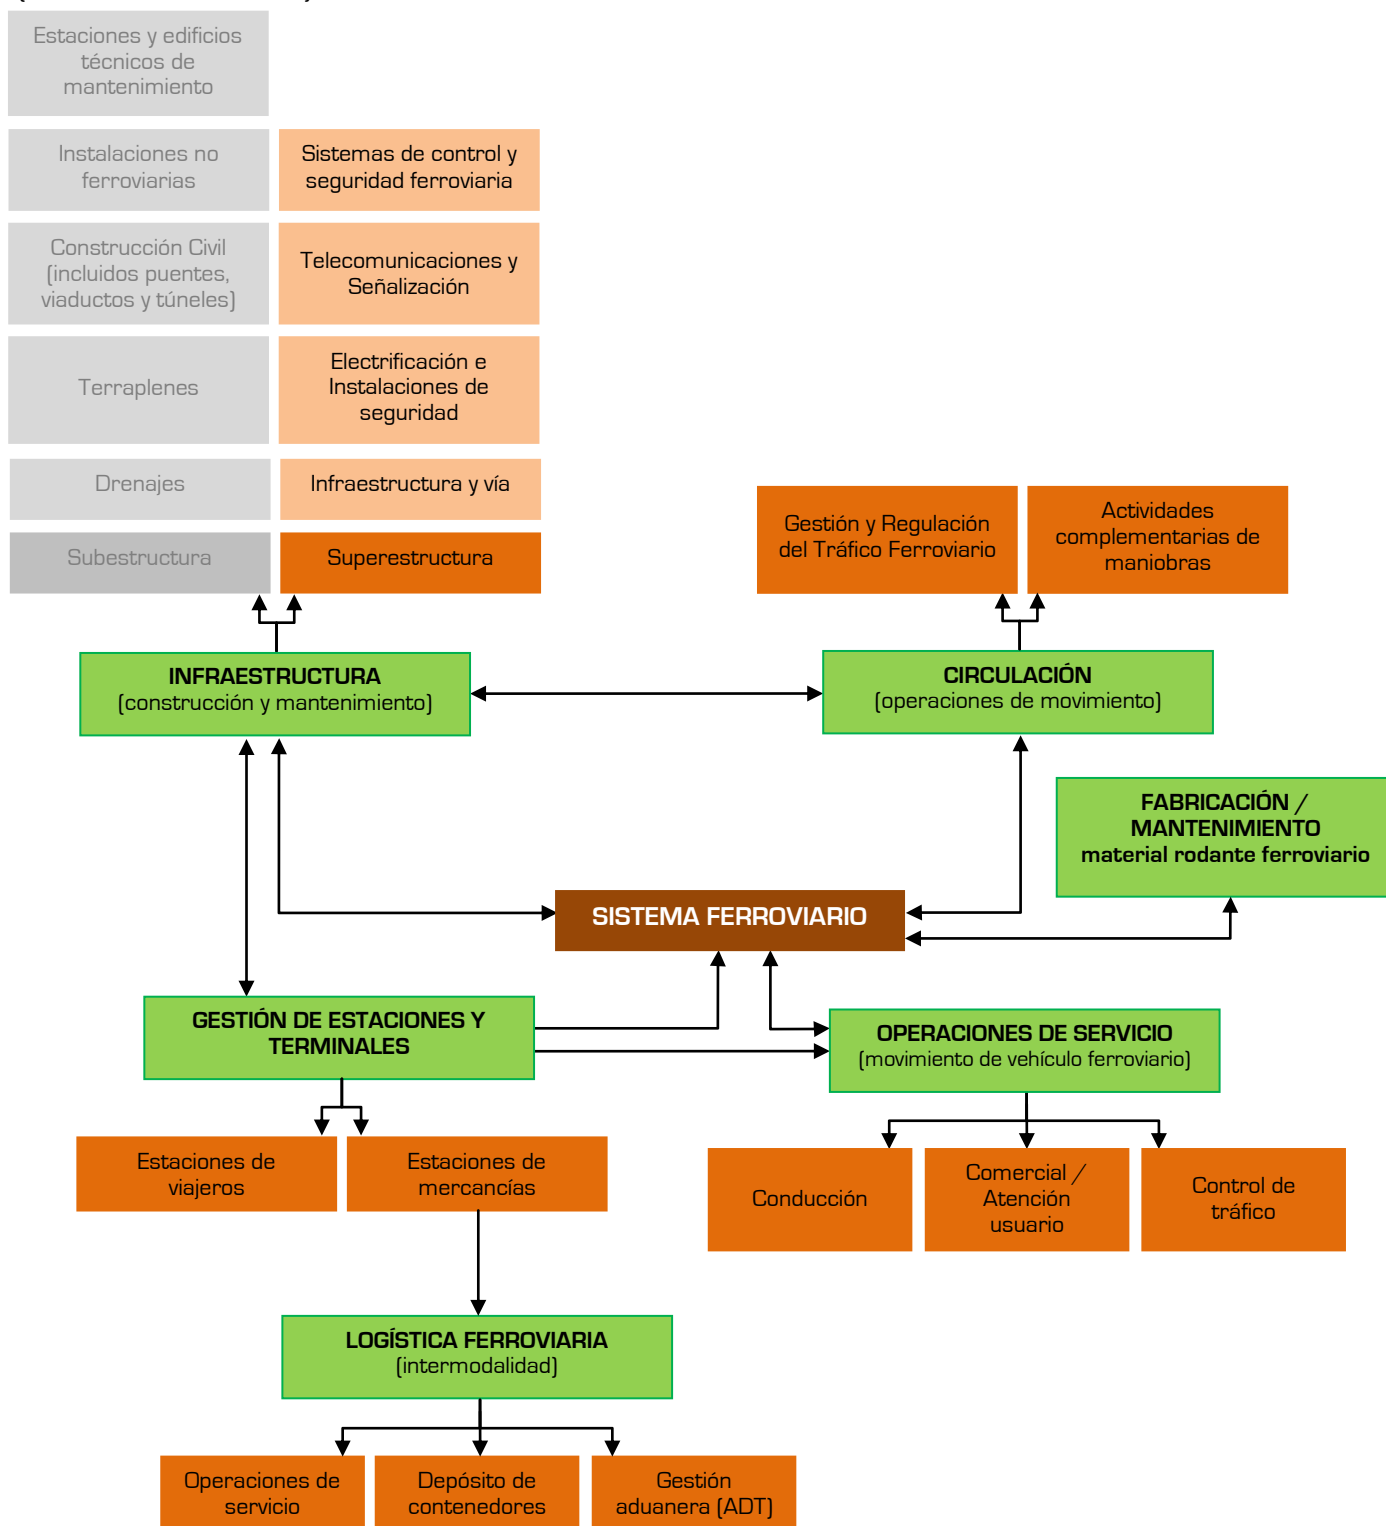 Estaciones y edificios
técnicos de
mantenimiento
Instalaciones no
ferroviarias
Sistemas de control y
seguridad ferroviaria
Construcción Civil
(incluidos puentes,
viaductos y túneles)
Telecomunicaciones y
Señalización
Terraplenes
Electrificación e
Instalaciones de
seguridad
Drenajes
Infraestructura y vía
Subestructura
Superestructura
Gestión y Regulación
del Tráfico Ferroviario
Actividades
complementarias de
maniobras
INFRAESTRUCTURA
(construcción y mantenimiento)
CIRCULACIÓN
(operaciones de movimiento)
FABRICACIÓN /
MANTENIMIENTO
material rodante ferroviario
SISTEMA FERROVIARIO
GESTIÓN DE ESTACIONES Y
TERMINALES
OPERACIONES DE SERVICIO
(movimiento de vehículo ferroviario)
Estaciones de
viajeros
Estaciones de
mercancías
Conducción
Comercial /
Atención
usuario
Control de
tráfico
LOGÍSTICA FERROVIARIA
(intermodalidad)
Operaciones de
servicio
Depósito de
contenedores
Gestión
aduanera (ADT)